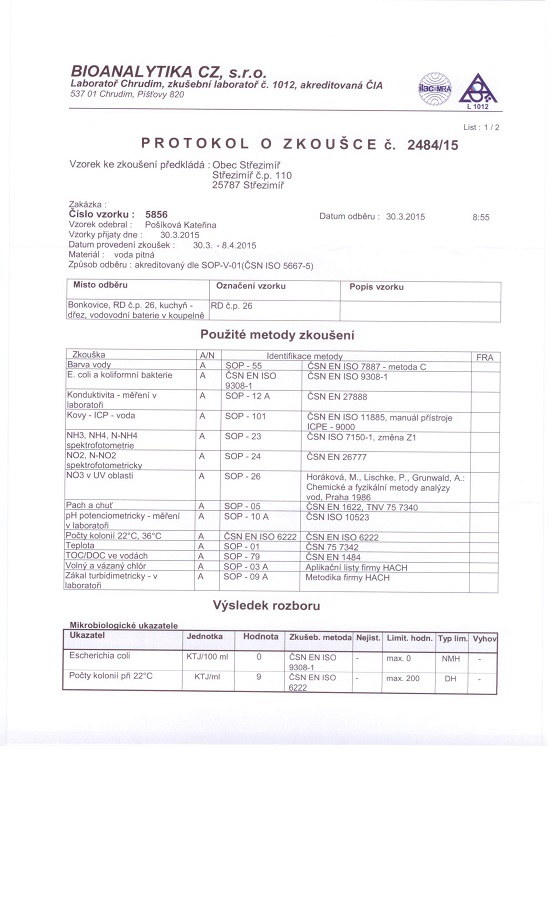 BIOANALYTIKA CZ, s.r.o.
Laboratoř Chrudim, zkušební laboratoř č. 1012, akreditovaná ČIA
537 01 Chrudim, Píšťovy 820
ilac-MRA
L 1012
List : 1 / 2
PROTOKOL O ZKOUŠCE č. 2484/15
Vzorek ke zkoušení předkládá : Obec Střezimíř
Střezimíř č.p. 110
25787 Střezimíř
Zakázka :
Číslo vzorku : 5856
Datum odběru : 30.3.2015 8:55
Vzorek odebral : Pošíková Kateřina
Vzorky přijaty dne : 30.3.2015
Datum provedení zkoušek : 30.3. - 8.4.2015
Materiál : voda pitná
Způsob odběru : akreditovaný dle SOP-V-01(ČSN ISO 5667-5)
Místo odběru Označení vzorku Popis vzorku
Bonkovice, RD č.p. 26, kuchyň - RD č.p. 26
dřez, vodovodní baterie v koupelně
Použité metody zkoušení
Zkouška A/N Identifikace metody FRA
Barva vody A SOP - 55 ČSN EN ISO 7887 - metoda C
E. coli a koliformní bakterie A ČSN EN ISO ČSN EN ISO 9308-1
9308-1
Konduktivita - měření v A SOP - 12 A ČSN EN 27888
laboratoři
Kovy - ICP - voda A SOP - 101 ČSN EN ISO 11885, manuál přístroje
ICPE - 9000
NH3, NH4, N-NH4 A SOP - 23 ČSN ISO 7150-1, změna Z1
spektrofotometrie
NO2, N-NO2 A SOP - 24 ČSN EN 26777
spektrofotometricky
NO3 v UV oblasti A SOP - 26 Horáková, M., Lischke, P., Grunwald, A.:
Chemické a fyzikální metody analýzy
vod, Praha 1986
Pach a chuť A SOP - 05 ČSN EN 1622, TNV 75 7340
pH potenciometricky - měření A SOP - 10 A ČSN ISO 10523
v laboratoři
Počty kolonií 22°C, 36°C A ČSN EN ISO 6222 ČSN EN ISO 6222
Teplota A SOP - 01 ČSN 75 7342
TOC/DOC ve vodách A SOP - 79 ČSN EN 1484
Volný a vázaný chlór A SOP - 03 A Aplikační listy firmy HACH
Zákal turbidimetricky - v A SOP - 09 A Metodika firmy HACH
laboratoři
Výsledek rozboru
Mikrobiologické ukazatele
Ukazatel Jednotka Hodnota Zkušeb. metoda Nejist. Limit. hodn. Typ lim. Vyhov
Escherichia coli KTJ/100 ml 0 ČSN EN ISO - max. 0 NMH -
9308-1
Počty kolonií při 22°C KTJ/ml 9 ČSN EN ISO - max. 200 DH -
6222